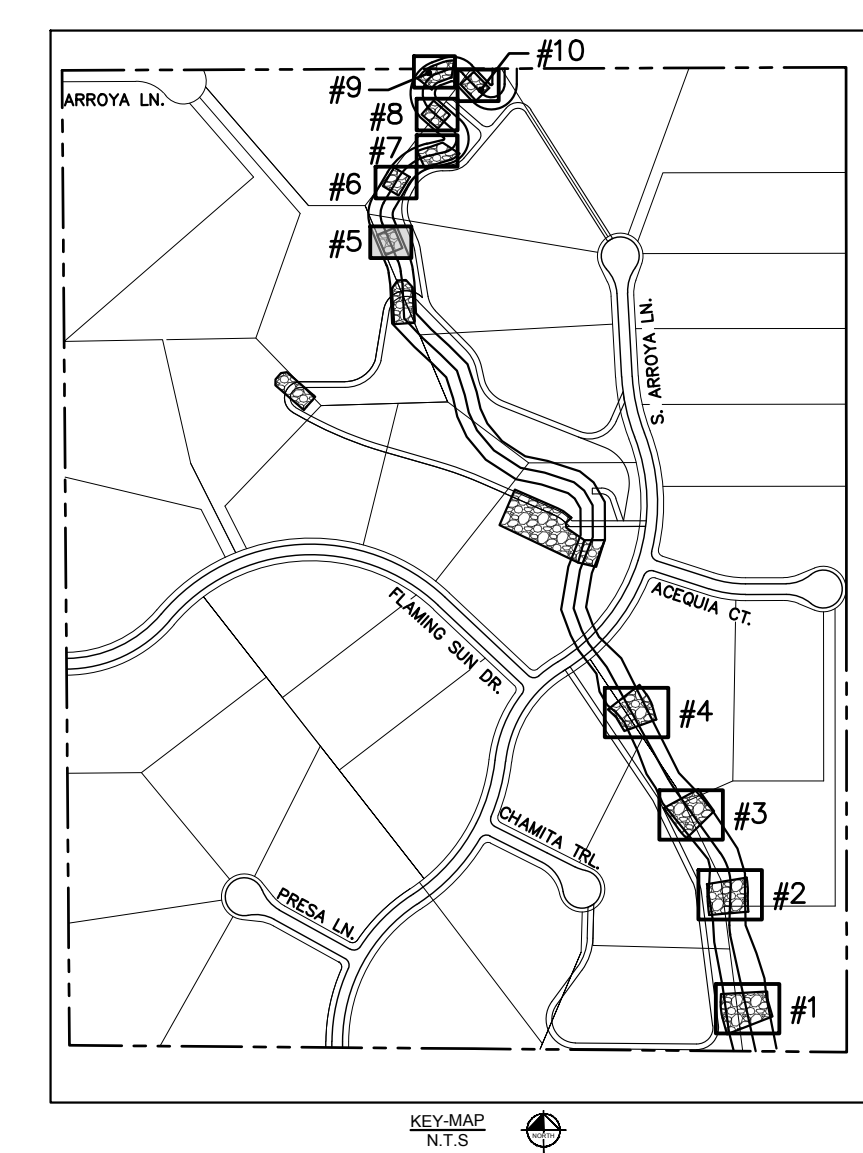 #10
#9
ARROYA LN.
#8
#7
#6
#5
S. ARROYA LN.
ACEQUIA CT.
FLAMING SUN DR.
#4
#3
CHAMITA TRL.
#2
PRESA LN.
#1
KEY-MAP
N.T.S
NORTH